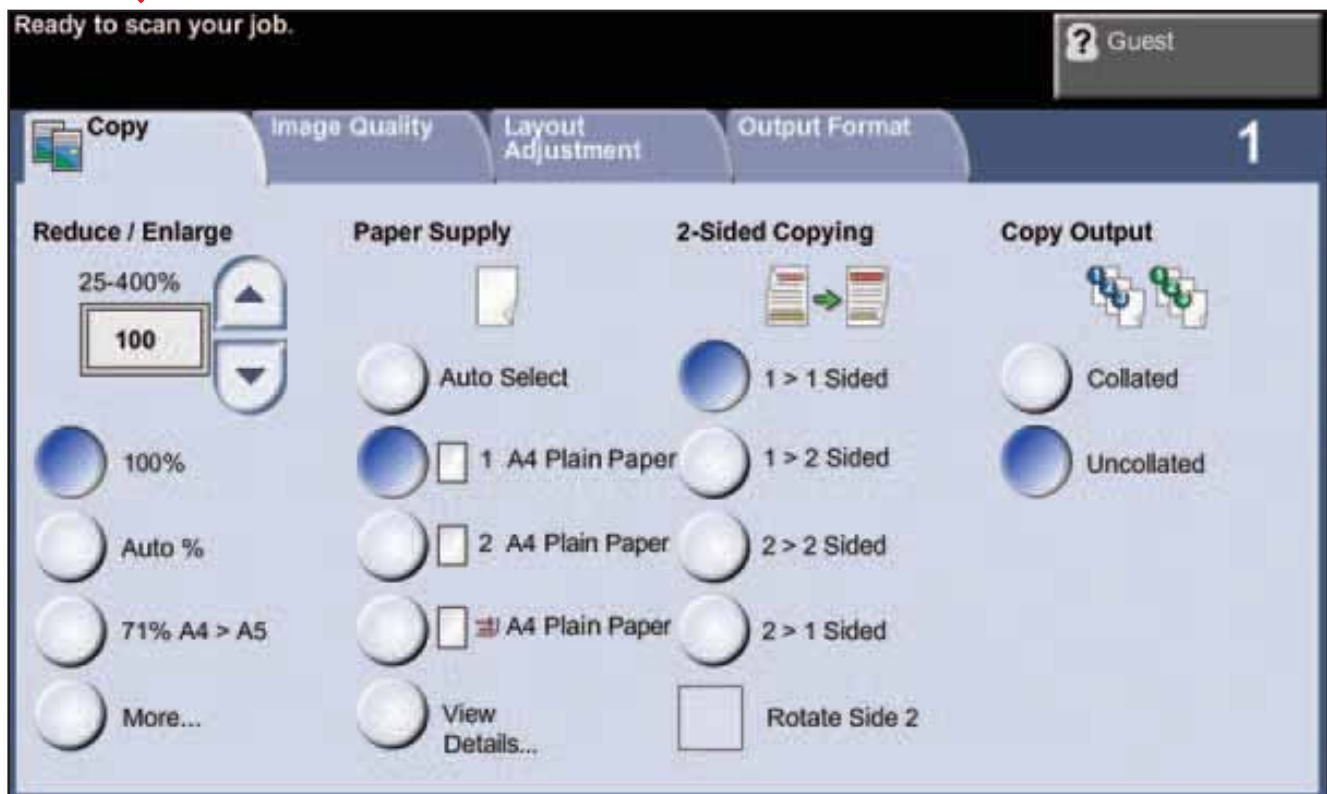 Ready to scan your job.
? Guest
Copy
Image Quality
Layout
Adjustment
Output Format
1
Reduce / Enlarge
25-400%
100
100%
Auto %
71% A4 > A5
More...
Paper Supply
Auto Select
1 A4 Plain Paper
2 A4 Plain Paper
A4 Plain Paper
View
Details...
2-Sided Copying
1 > 1 Sided
1 > 2 Sided
2 > 2 Sided
2 > 1 Sided
Rotate Side 2
Copy Output
Collated
Uncollated